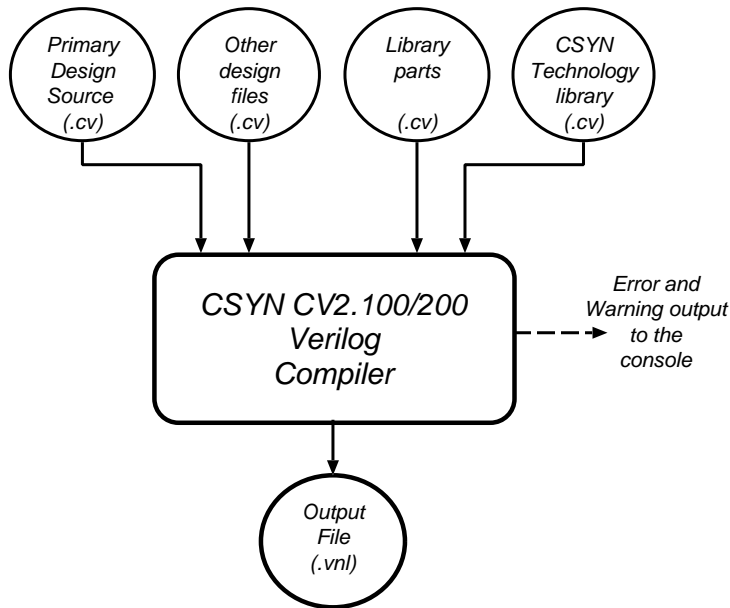 Primary
Design
Source
(.cv)
Other
design
files
(.cv)
Library
parts
(.cv)
CSYN
Technology
library
(.cv)
CSYN CV2.100/200
Verilog
Compiler
Error and
Warning output
to the
console
Output
File
(.vnl)